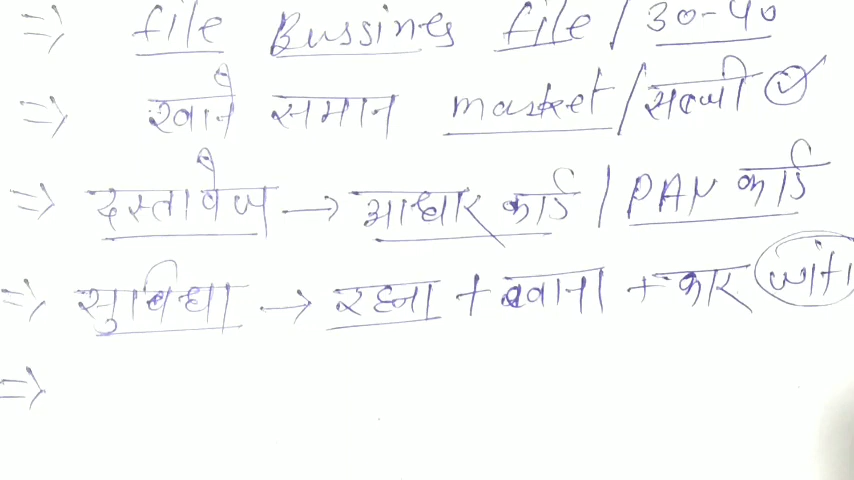 ⇒ file Bussines file / 30-40
⇒ खाने समान market / सब्जी ✓
⇒ दस्तावेज → आधार कार्ड / PAN कार्ड
⇒ सुबिधा → रहना + खाना + कार wifi
⇒